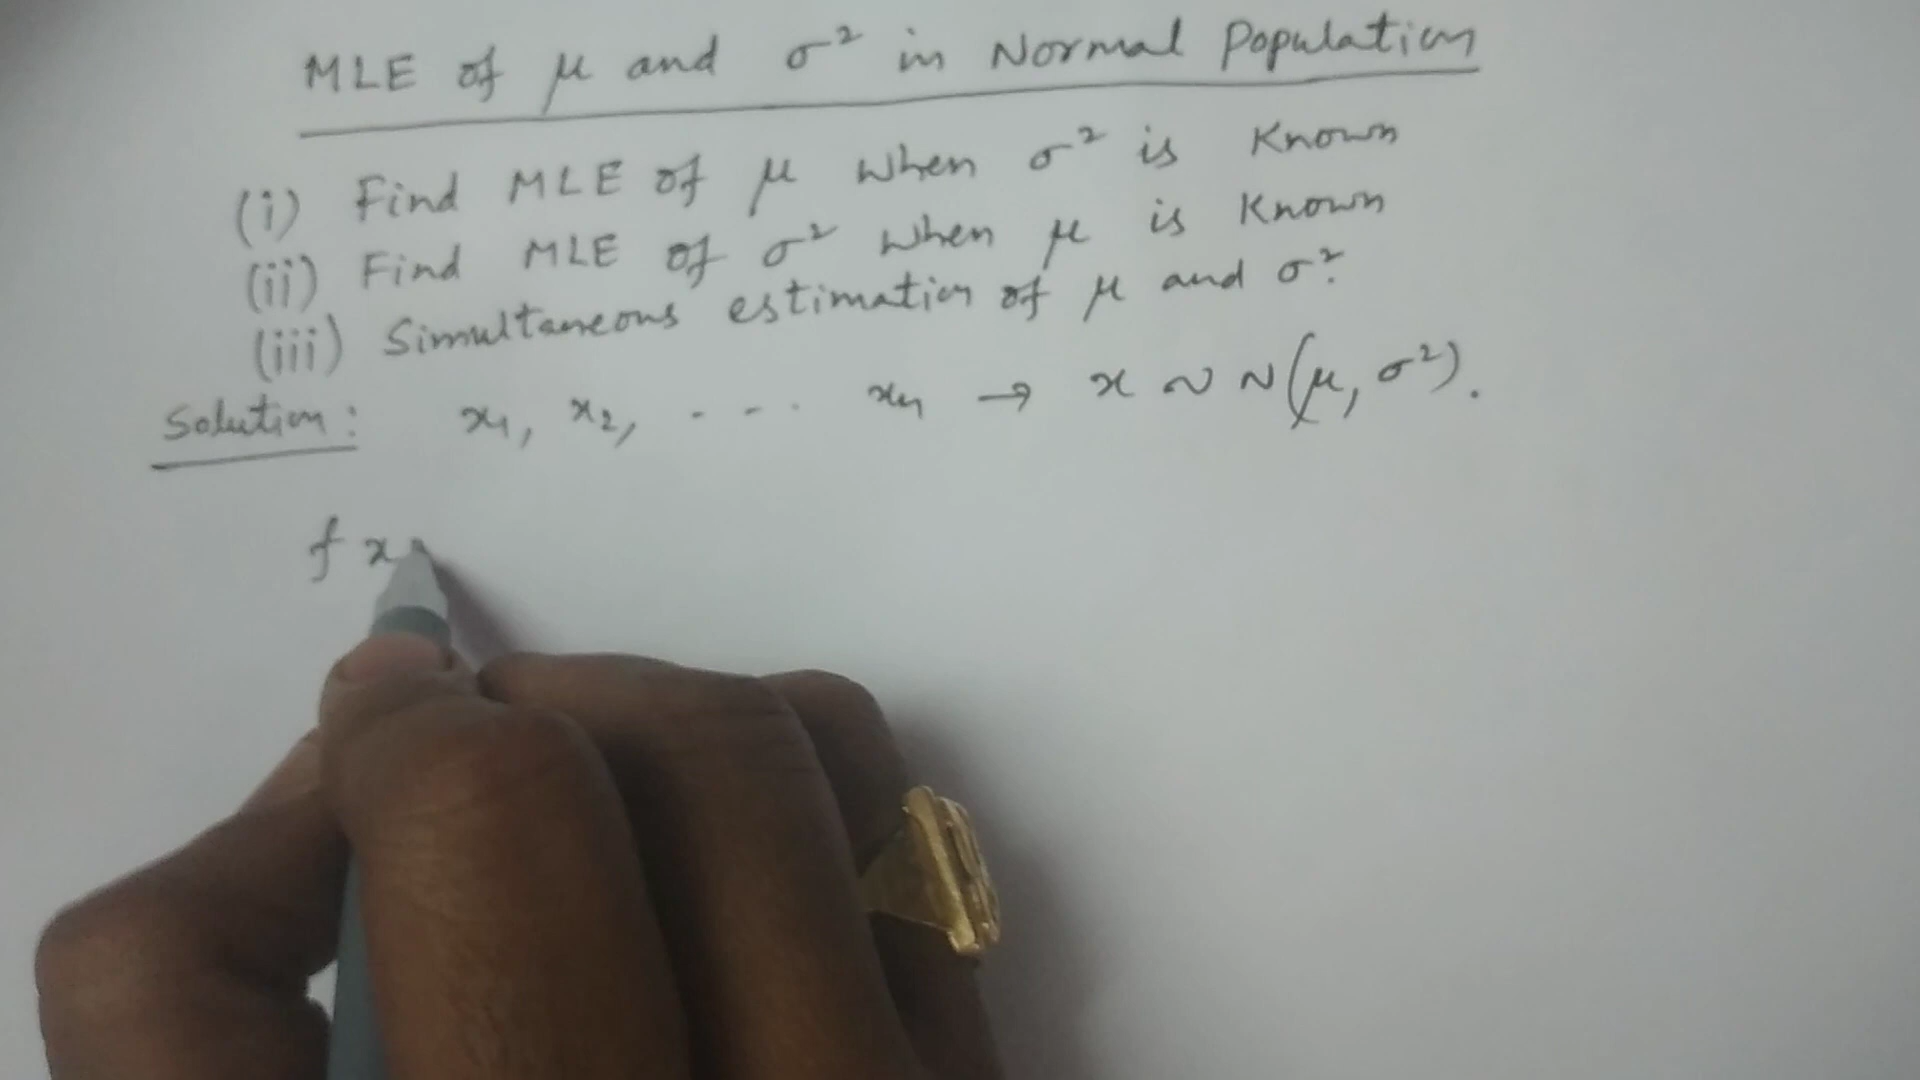 MLE of μ and σ² in Normal Population
(i) Find MLE of μ when σ² is known
(ii) Find MLE of σ² when μ is known
(iii) Simultaneous estimation of μ and σ².
Solution: x₁, x₂, - - - . xₙ → x ~ N(μ, σ²).
f x